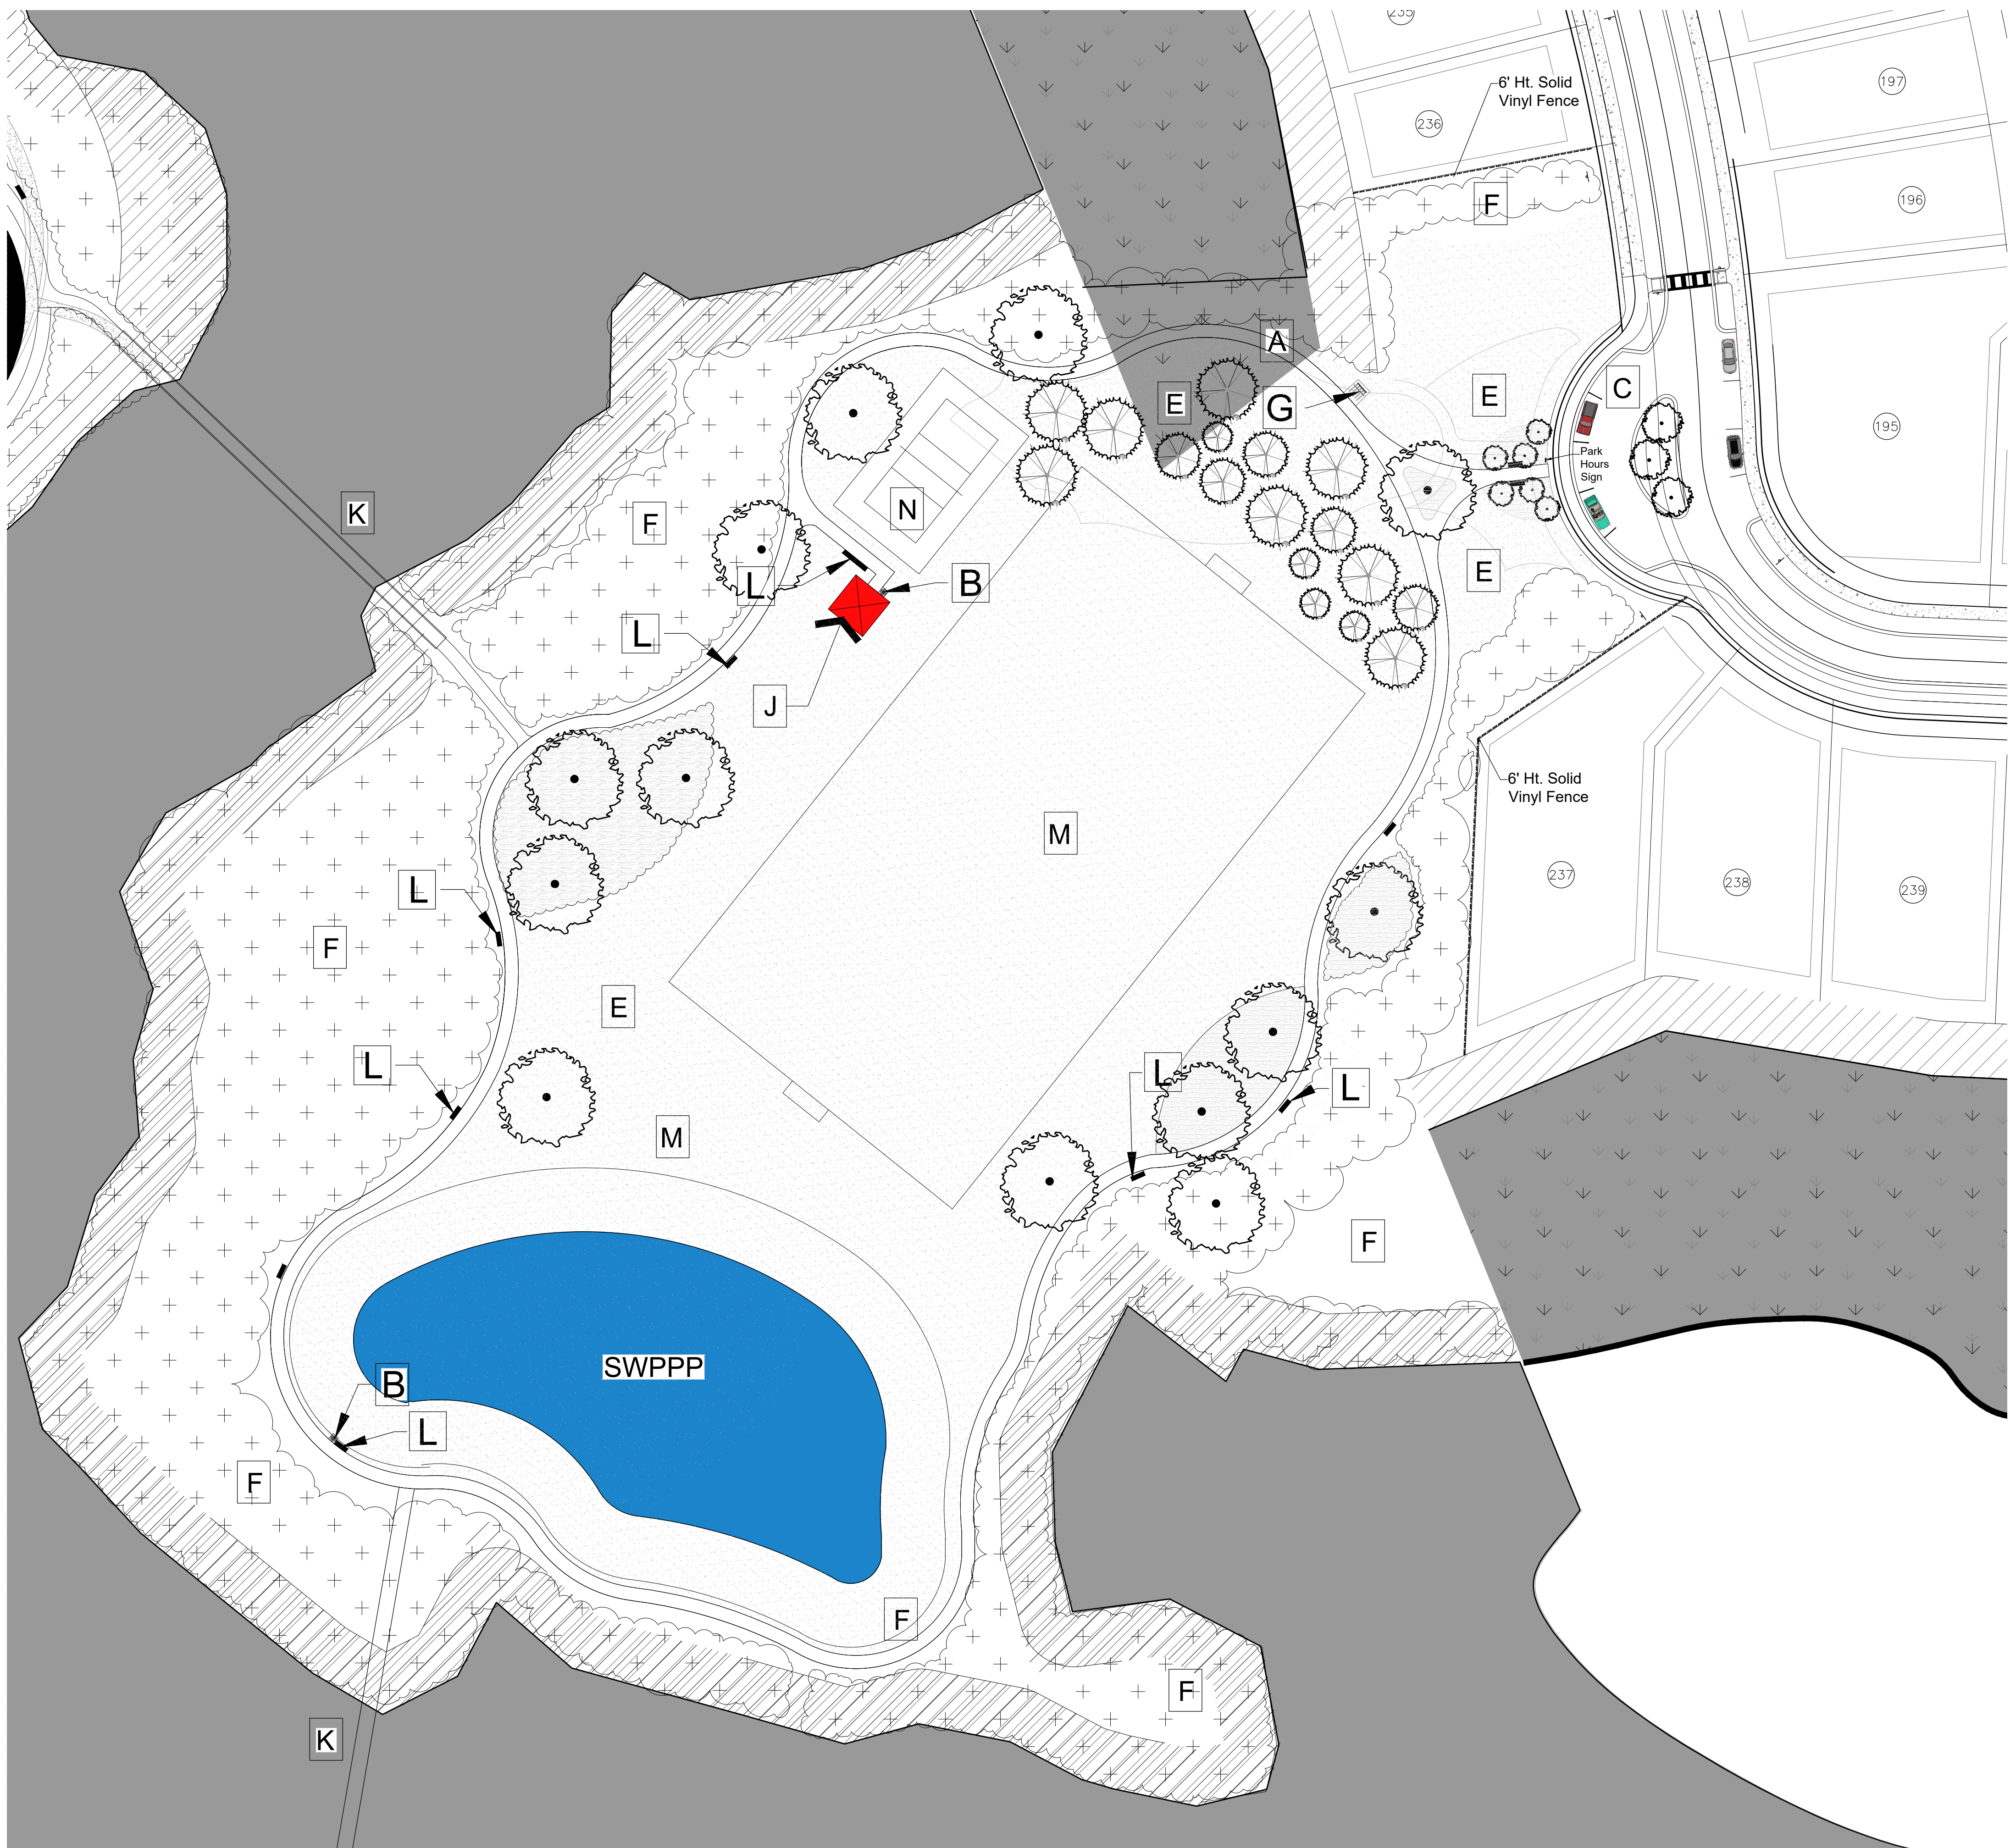 235
6' Ht. Solid
Vinyl Fence
197
236
196
F
A
C
E
E
G
195
Park
Hours
Sign
K
N
F
E
L
B
L
J
6' Ht. Solid
Vinyl Fence
M
237
238
239
L
F
E
L
L
L
M
F
SWPPP
B
L
F
F
F
K